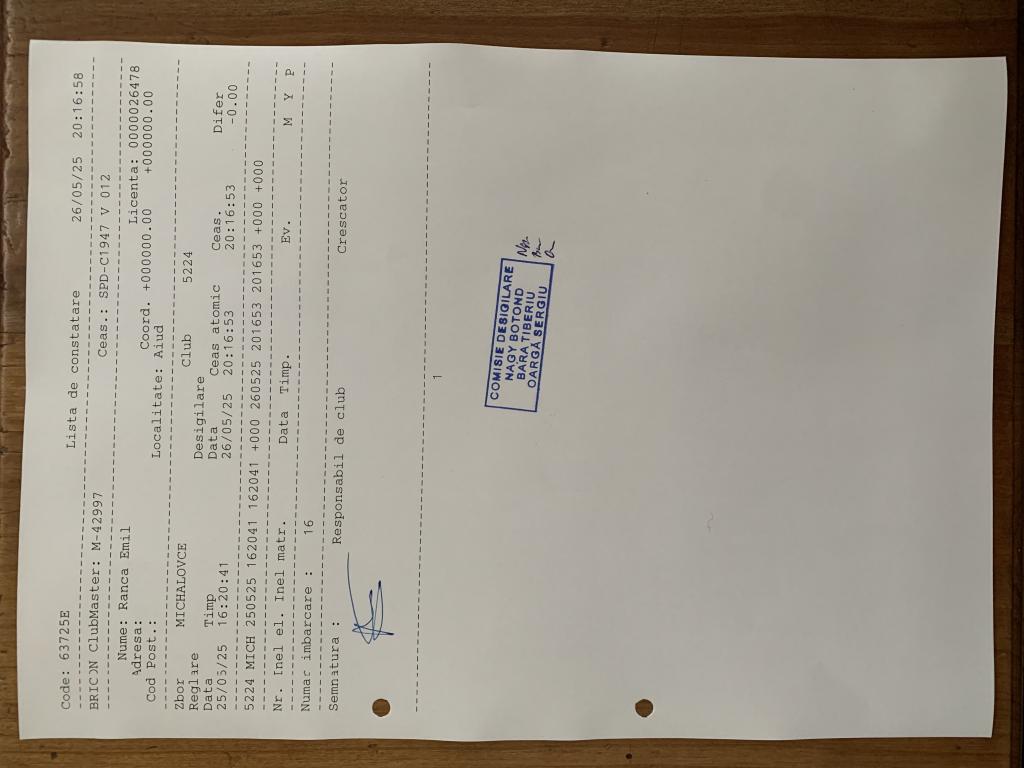 Code: 63725E
Lista de constatare 26/05/25 20:16:58
BRICON ClubMaster: M-42997 Ceas.: SPD-C1947 V 012
Nume: Ranca Emil Licenta: 0000026478
Adresa: Coord. +000000.00 +000000.00
Cod Post.: Localitate: Aiud
Zbor MICHALOVCE Club 5224
Reglare Desigilare
Data Timp Data Ceas atomic Ceas. Difer
25/05/25 16:20:41 26/05/25 20:16:53 20:16:53 -0.00
5224 MICH 250525 162041 162041 +000 260525 201653 201653 +000 +000
Nr. Inel el. Inel matr. Data Timp. Ev. M Y P
Numar imbarcare : 16
Semnatura : Responsabil de club Crescator
1
COMISIE DESIGILARE
NAGY BOTOND
BARA TIBERIU
OARGĂ SERGIU